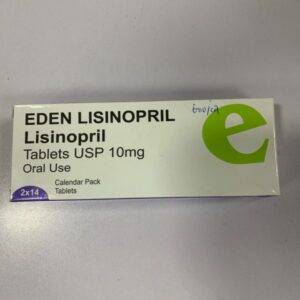 EDEN LISINOPRIL
Lisinopril
Tablets USP 10mg
Oral Use
Calendar Pack
Tablets
2x14
e